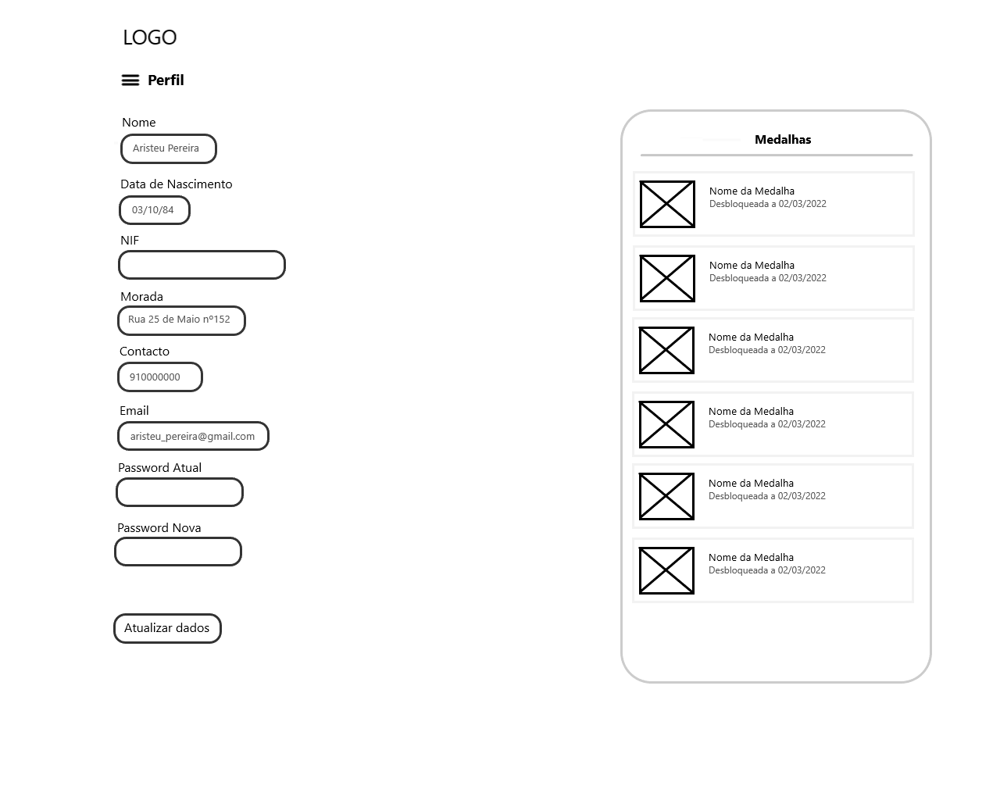 LOGO
Perfil
Nome
Aristeu Pereira
Data de Nascimento
03/10/84
NIF
Morada
Rua 25 de Maio nº152
Contacto
910000000
Email
aristeu_pereira@gmail.com
Password Atual
Password Nova
Atualizar dados
Medalhas
Nome da Medalha
Desbloqueada a 02/03/2022
Nome da Medalha
Desbloqueada a 02/03/2022
Nome da Medalha
Desbloqueada a 02/03/2022
Nome da Medalha
Desbloqueada a 02/03/2022
Nome da Medalha
Desbloqueada a 02/03/2022
Nome da Medalha
Desbloqueada a 02/03/2022